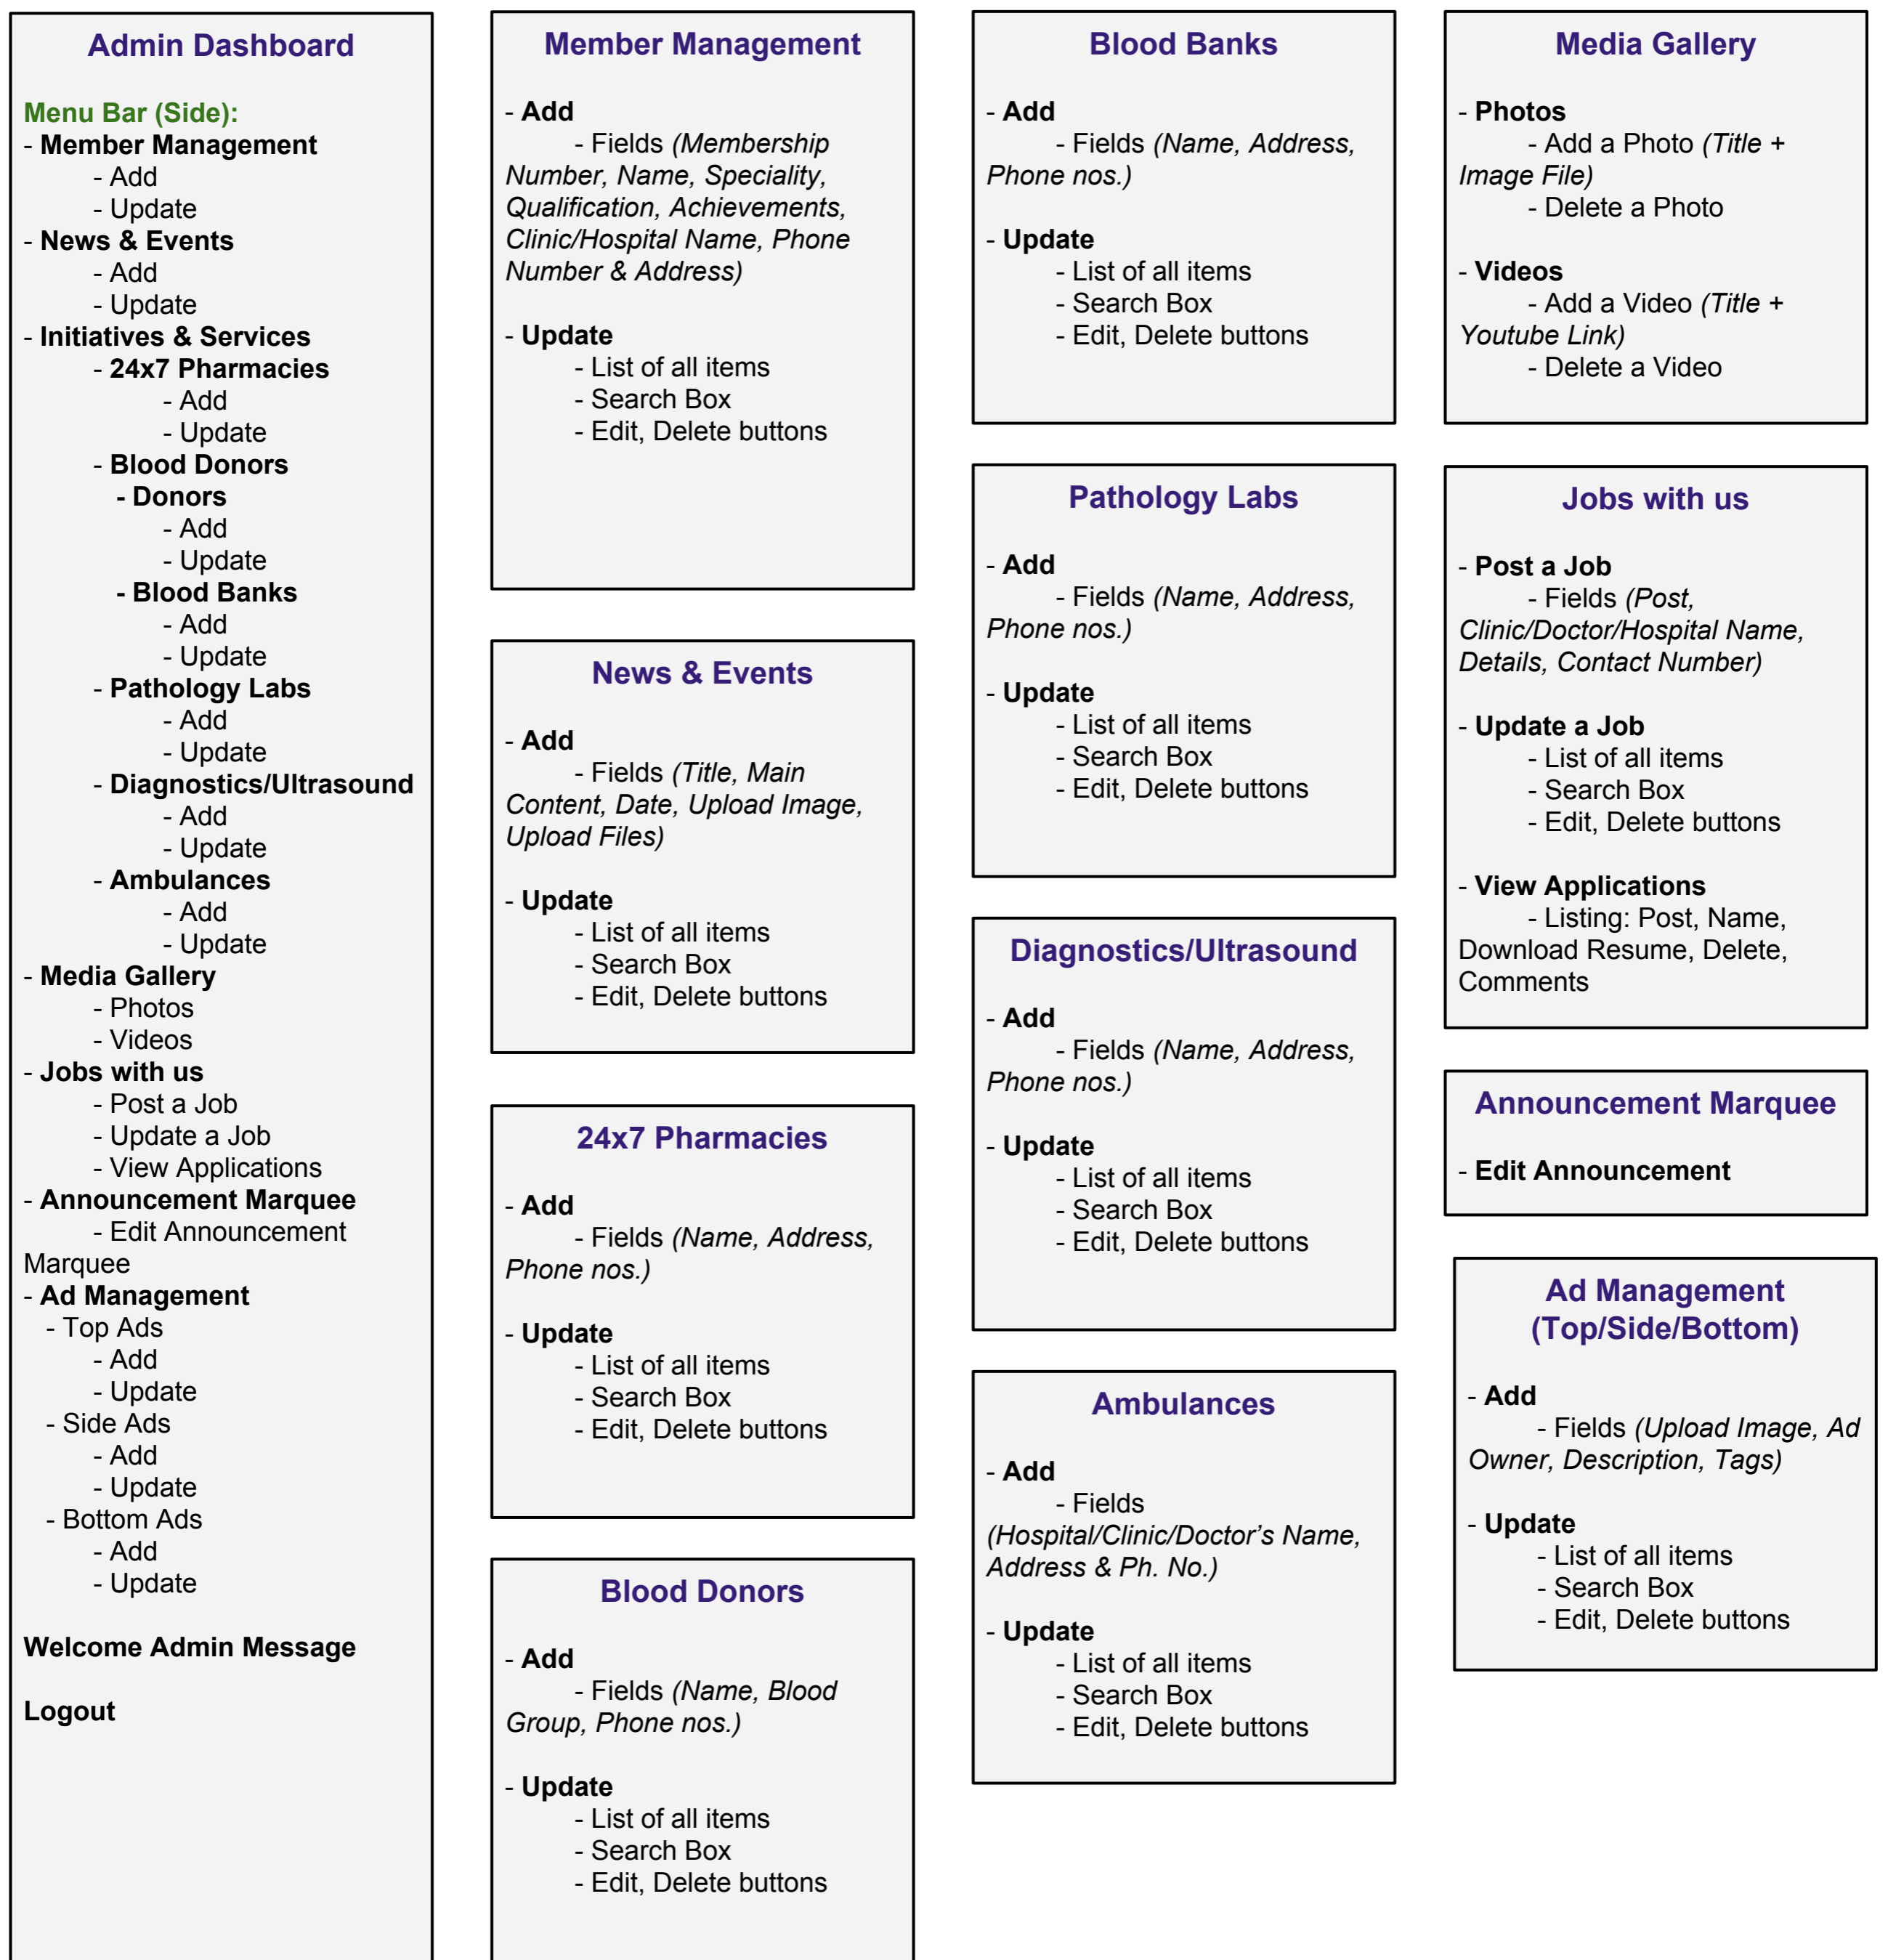 Admin Dashboard
Menu Bar (Side):
- Member Management
- Add
- Update
- News & Events
- Add
- Update
- Initiatives & Services
- 24x7 Pharmacies
- Add
- Update
- Blood Donors
- Donors
- Add
- Update
- Blood Banks
- Add
- Update
- Pathology Labs
- Add
- Update
- Diagnostics/Ultrasound
- Add
- Update
- Ambulances
- Add
- Update
- Media Gallery
- Photos
- Videos
- Jobs with us
- Post a Job
- Update a Job
- View Applications
- Announcement Marquee
- Edit Announcement
Marquee
- Ad Management
- Top Ads
- Add
- Update
- Side Ads
- Add
- Update
- Bottom Ads
- Add
- Update
Welcome Admin Message
Logout
Member Management
- Add
- Fields (Membership
Number, Name, Speciality,
Qualification, Achievements,
Clinic/Hospital Name, Phone
Number & Address)
- Update
- List of all items
- Search Box
- Edit, Delete buttons
News & Events
- Add
- Fields (Title, Main
Content, Date, Upload Image,
Upload Files)
- Update
- List of all items
- Search Box
- Edit, Delete buttons
24x7 Pharmacies
- Add
- Fields (Name, Address,
Phone nos.)
- Update
- List of all items
- Search Box
- Edit, Delete buttons
Blood Donors
- Add
- Fields (Name, Blood
Group, Phone nos.)
- Update
- List of all items
- Search Box
- Edit, Delete buttons
Blood Banks
- Add
- Fields (Name, Address,
Phone nos.)
- Update
- List of all items
- Search Box
- Edit, Delete buttons
Pathology Labs
- Add
- Fields (Name, Address,
Phone nos.)
- Update
- List of all items
- Search Box
- Edit, Delete buttons
Diagnostics/Ultrasound
- Add
- Fields (Name, Address,
Phone nos.)
- Update
- List of all items
- Search Box
- Edit, Delete buttons
Ambulances
- Add
- Fields
(Hospital/Clinic/Doctor’s Name,
Address & Ph. No.)
- Update
- List of all items
- Search Box
- Edit, Delete buttons
Media Gallery
- Photos
- Add a Photo (Title +
Image File)
- Delete a Photo
- Videos
- Add a Video (Title +
Youtube Link)
- Delete a Video
Jobs with us
- Post a Job
- Fields (Post,
Clinic/Doctor/Hospital Name,
Details, Contact Number)
- Update a Job
- List of all items
- Search Box
- Edit, Delete buttons
- View Applications
- Listing: Post, Name,
Download Resume, Delete,
Comments
Announcement Marquee
- Edit Announcement
Ad Management
(Top/Side/Bottom)
- Add
- Fields (Upload Image, Ad
Owner, Description, Tags)
- Update
- List of all items
- Search Box
- Edit, Delete buttons